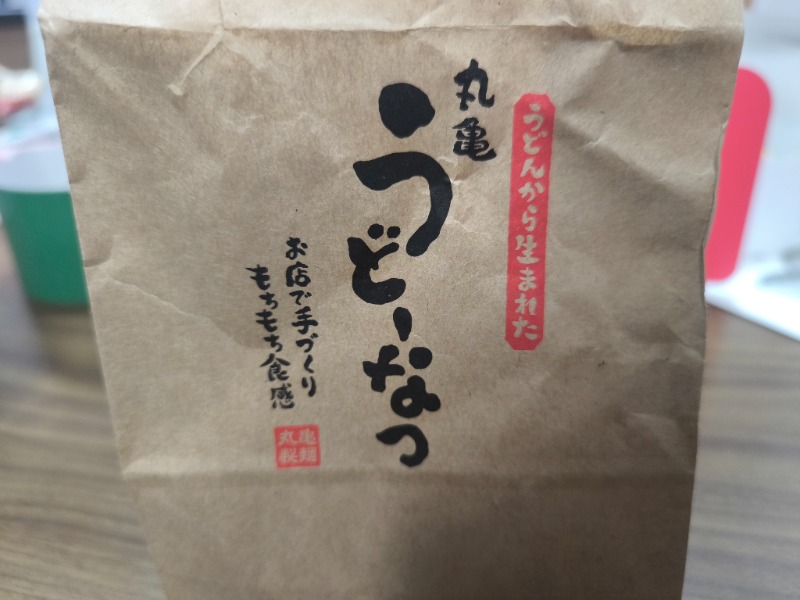 うどんから生まれた
丸亀
うどーなつ
お店で手づくり
もちもち食感
丸亀
製麺